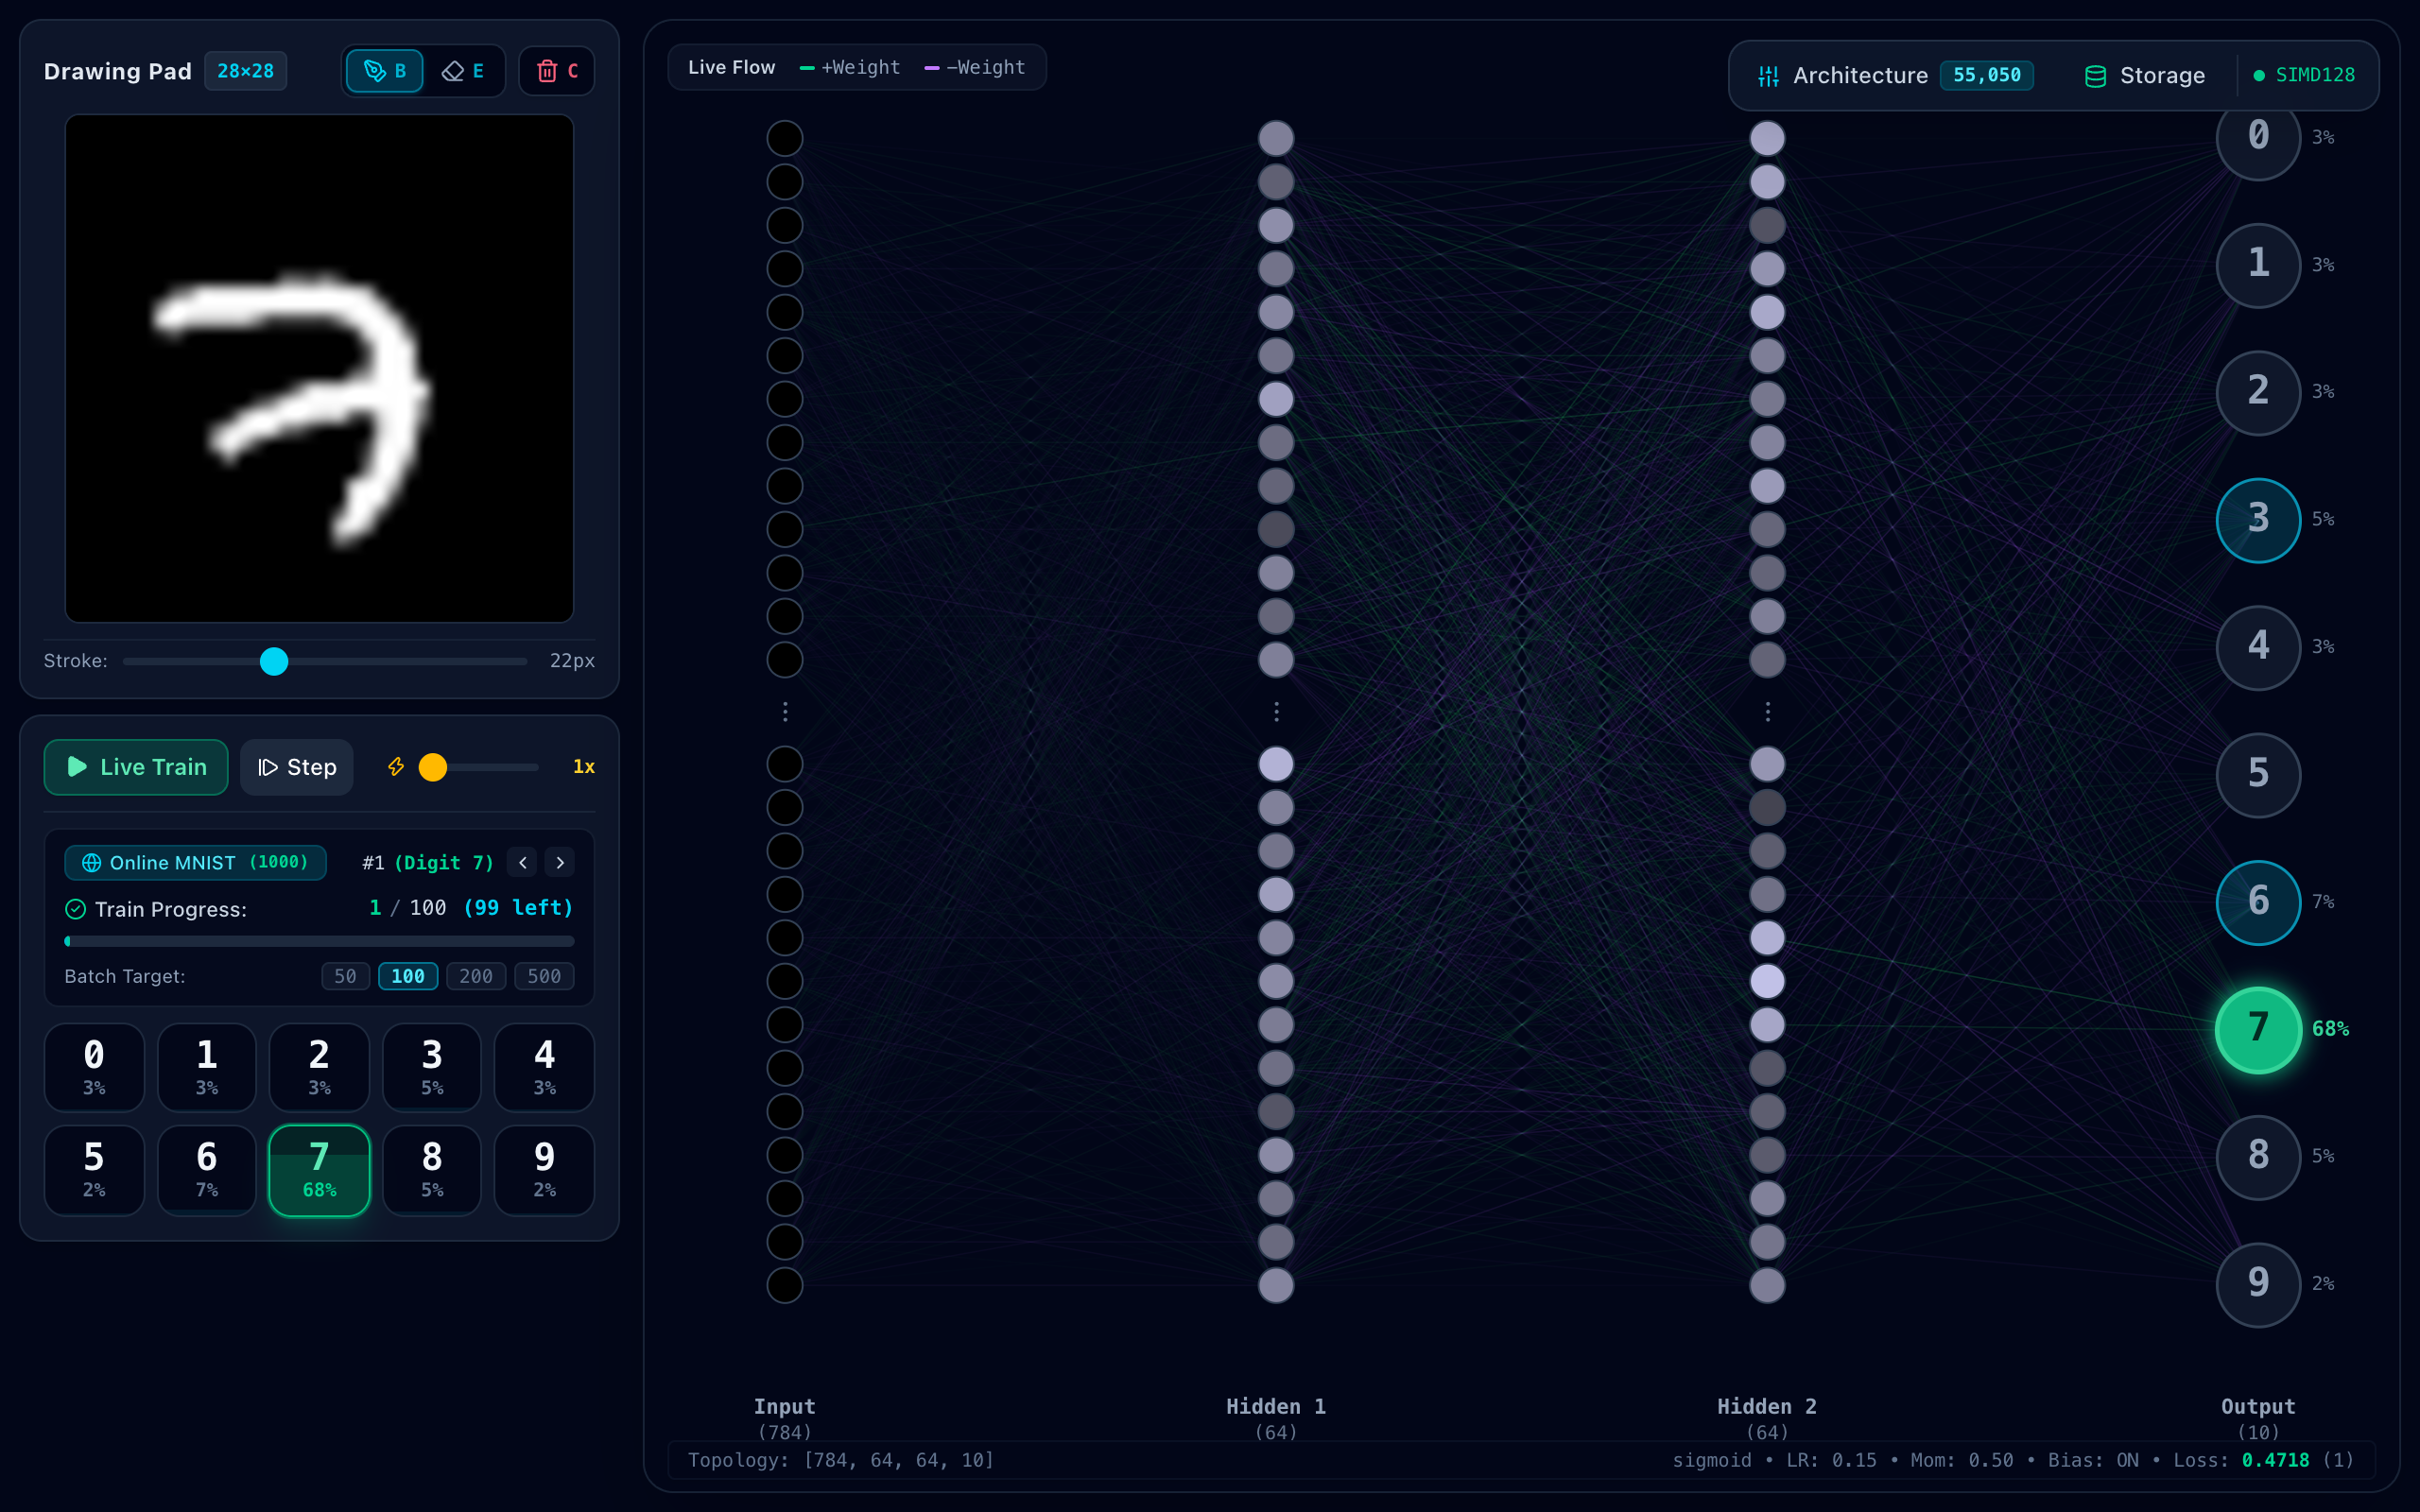 Drawing Pad 28×28 B E C
Stroke: 22px
Live Train Step 1x
Online MNIST (1000) #1 (Digit 7)
Train Progress: 1 / 100 (99 left)
Batch Target: 50 100 200 500
0 1 2 3 4
3% 3% 3% 5% 3%
5 6 7 8 9
2% 7% 68% 5% 2%
Live Flow +Weight −Weight
Architecture 55,050 Storage SIMD128
0 3%
1 3%
2 3%
3 5%
4 3%
5
6 7%
7 68%
8 5%
9 2%
Input Hidden 1 Hidden 2 Output
(784) (64) (64) (10)
Topology: [784, 64, 64, 10] sigmoid • LR: 0.15 • Mom: 0.50 • Bias: ON • Loss: 0.4718 (1)